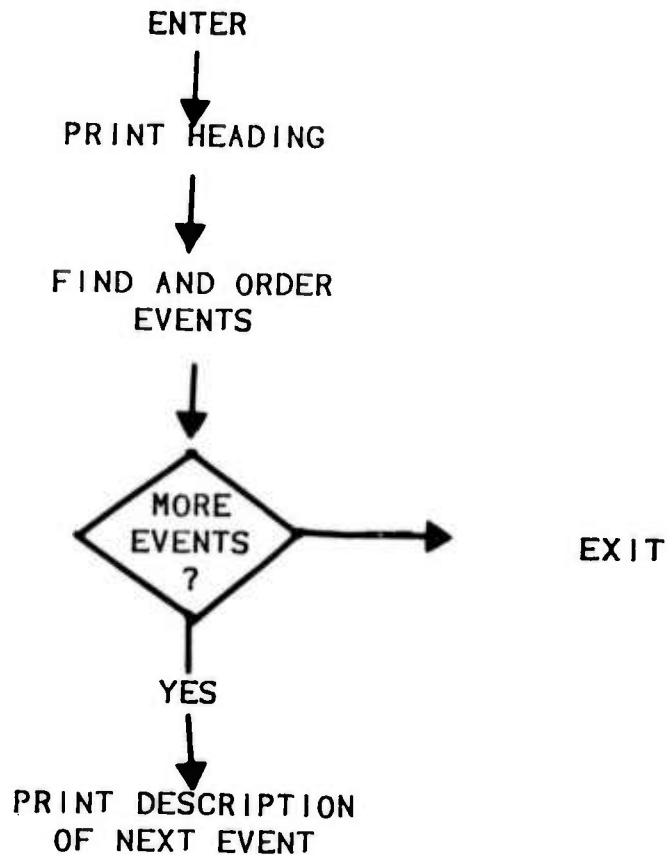 ENTER
PRINT HEADING
FIND AND ORDER
EVENTS
MORE
EVENTS
?
EXIT
YES
PRINT DESCRIPTION
OF NEXT EVENT